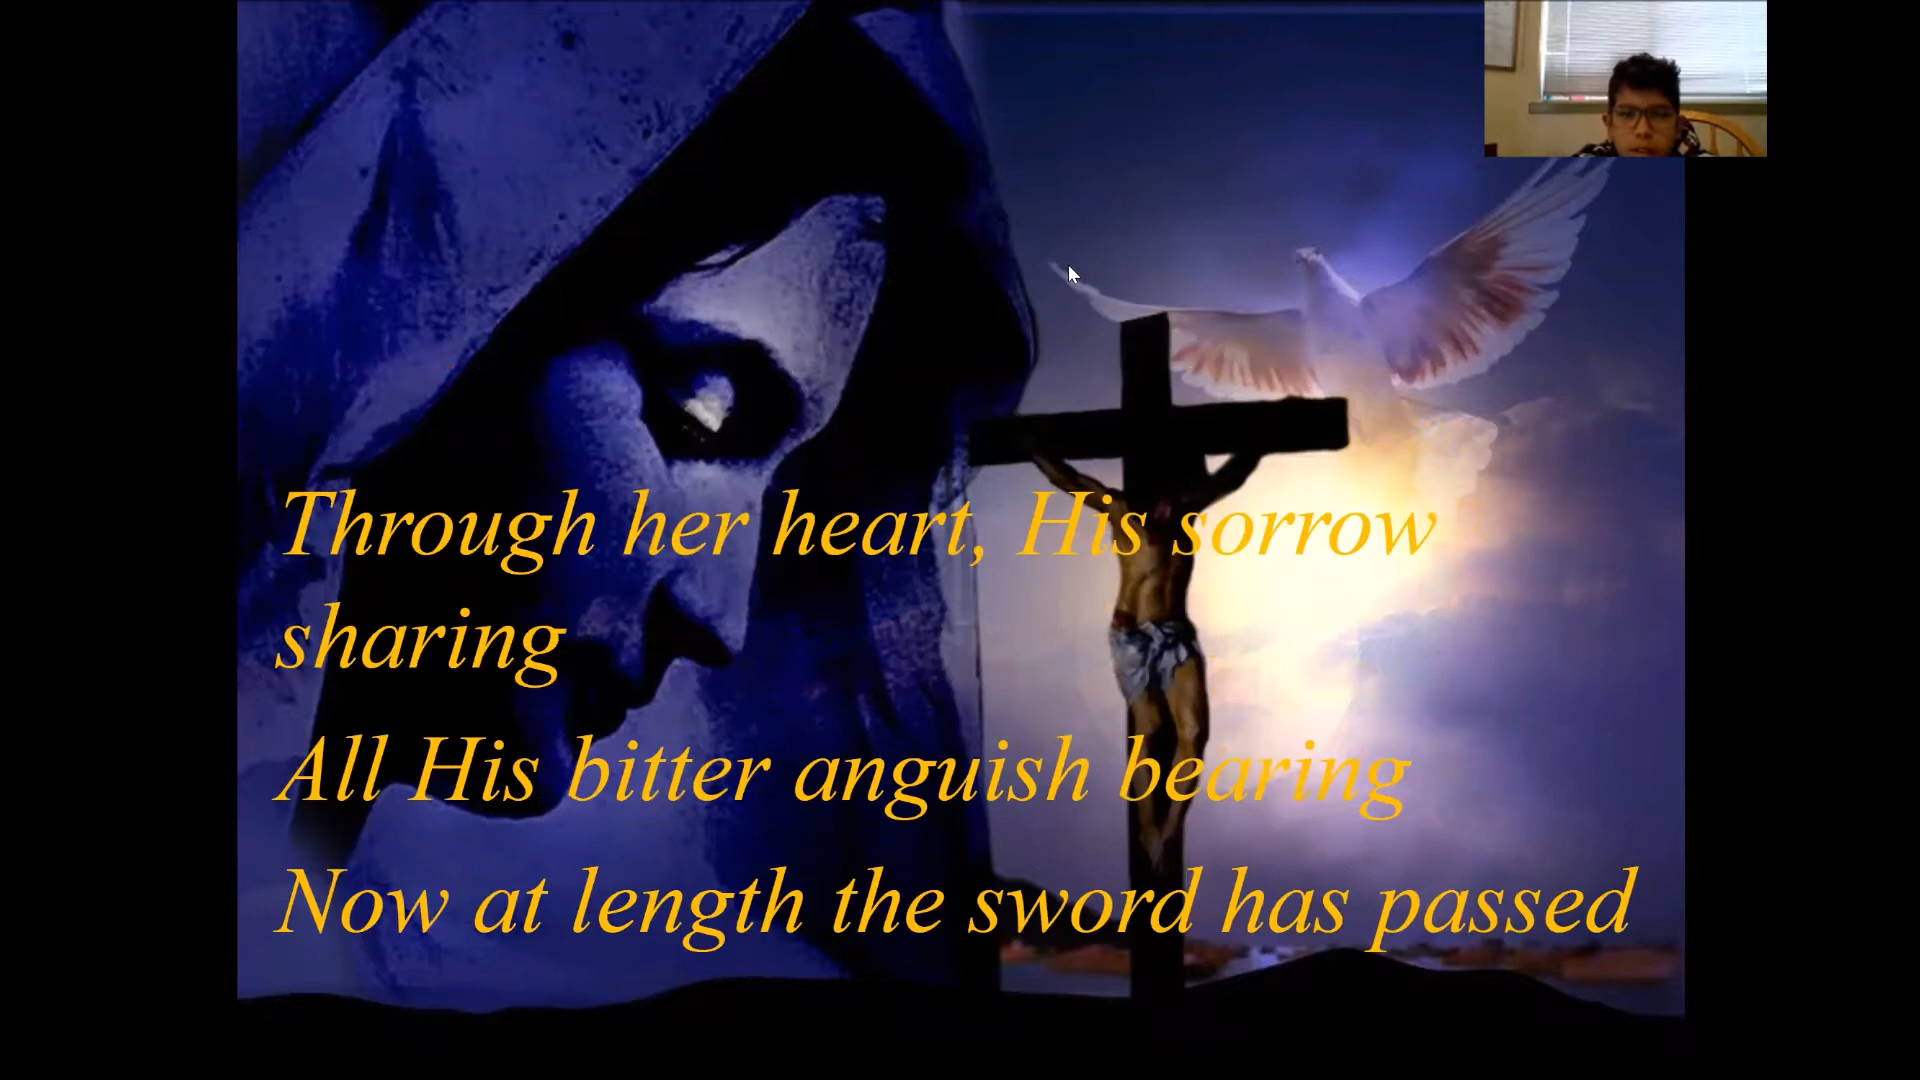 Through her heart, His sorrow
sharing
All His bitter anguish bearing
Now at length the sword has passed